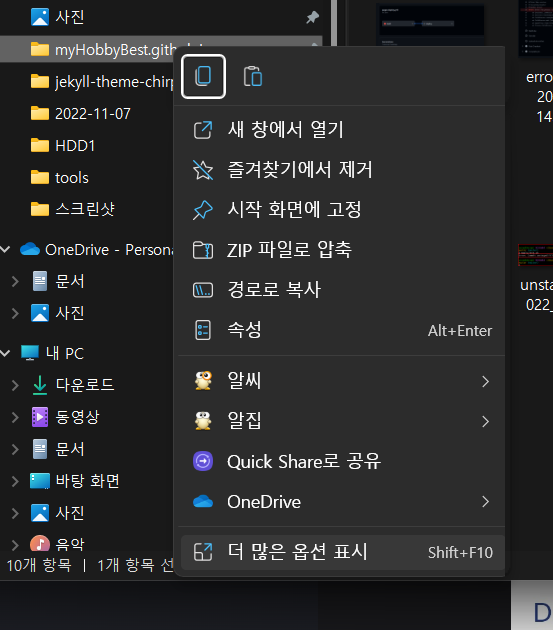 사진
myHobbyBest.github
jekyll-theme-chirp
2022-11-07
HDD1
tools
스크린샷
OneDrive - Persona
문서
사진
내 PC
다운로드
동영상
문서
바탕 화면
사진
음악
10개 항목
1개 항목 선
새 창에서 열기
즐겨찾기에서 제거
시작 화면에 고정
ZIP 파일로 압축
경로로 복사
속성 Alt+Enter
알씨
알집
Quick Share로 공유
OneDrive
더 많은 옵션 표시 Shift+F10
erro
20
14
unsta
022_
D